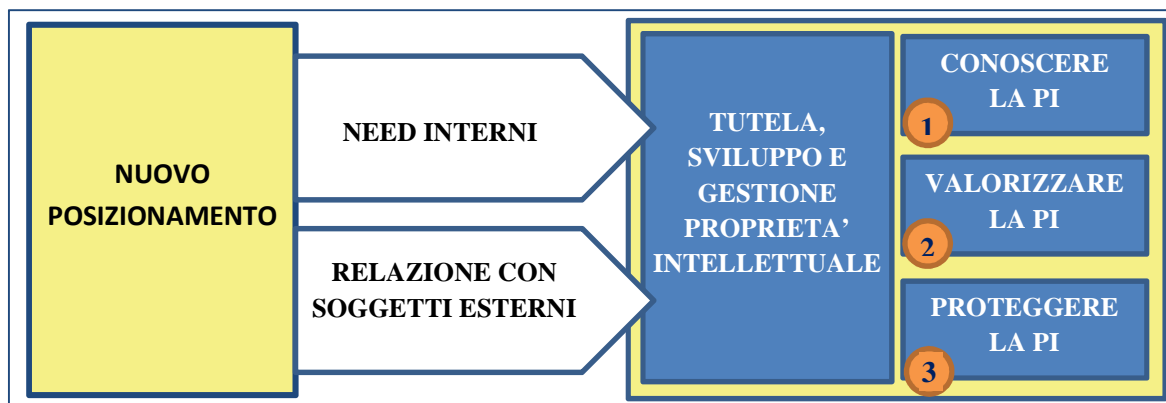 NUOVO
POSIZIONAMENTO
NEED INTERNI
RELAZIONE CON
SOGGETTI ESTERNI
TUTELA,
SVILUPPO E
GESTIONE
PROPRIETA’
INTELLETTUALE
CONOSCERE
LA PI
1
VALORIZZARE
LA PI
2
PROTEGGERE
LA PI
3